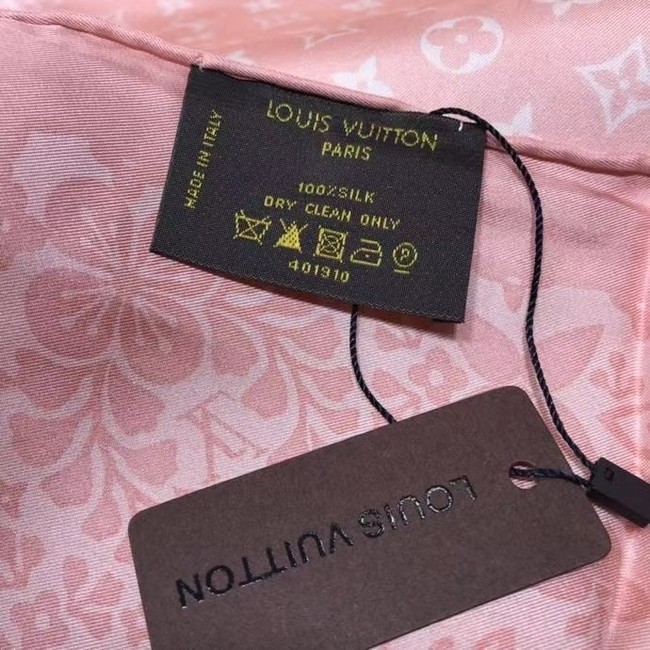 LOUIS VUITTON
PARIS
MADE IN ITALY
100%SILK
DRY CLEAN ONLY
P
401910
LOUIS VUITTON